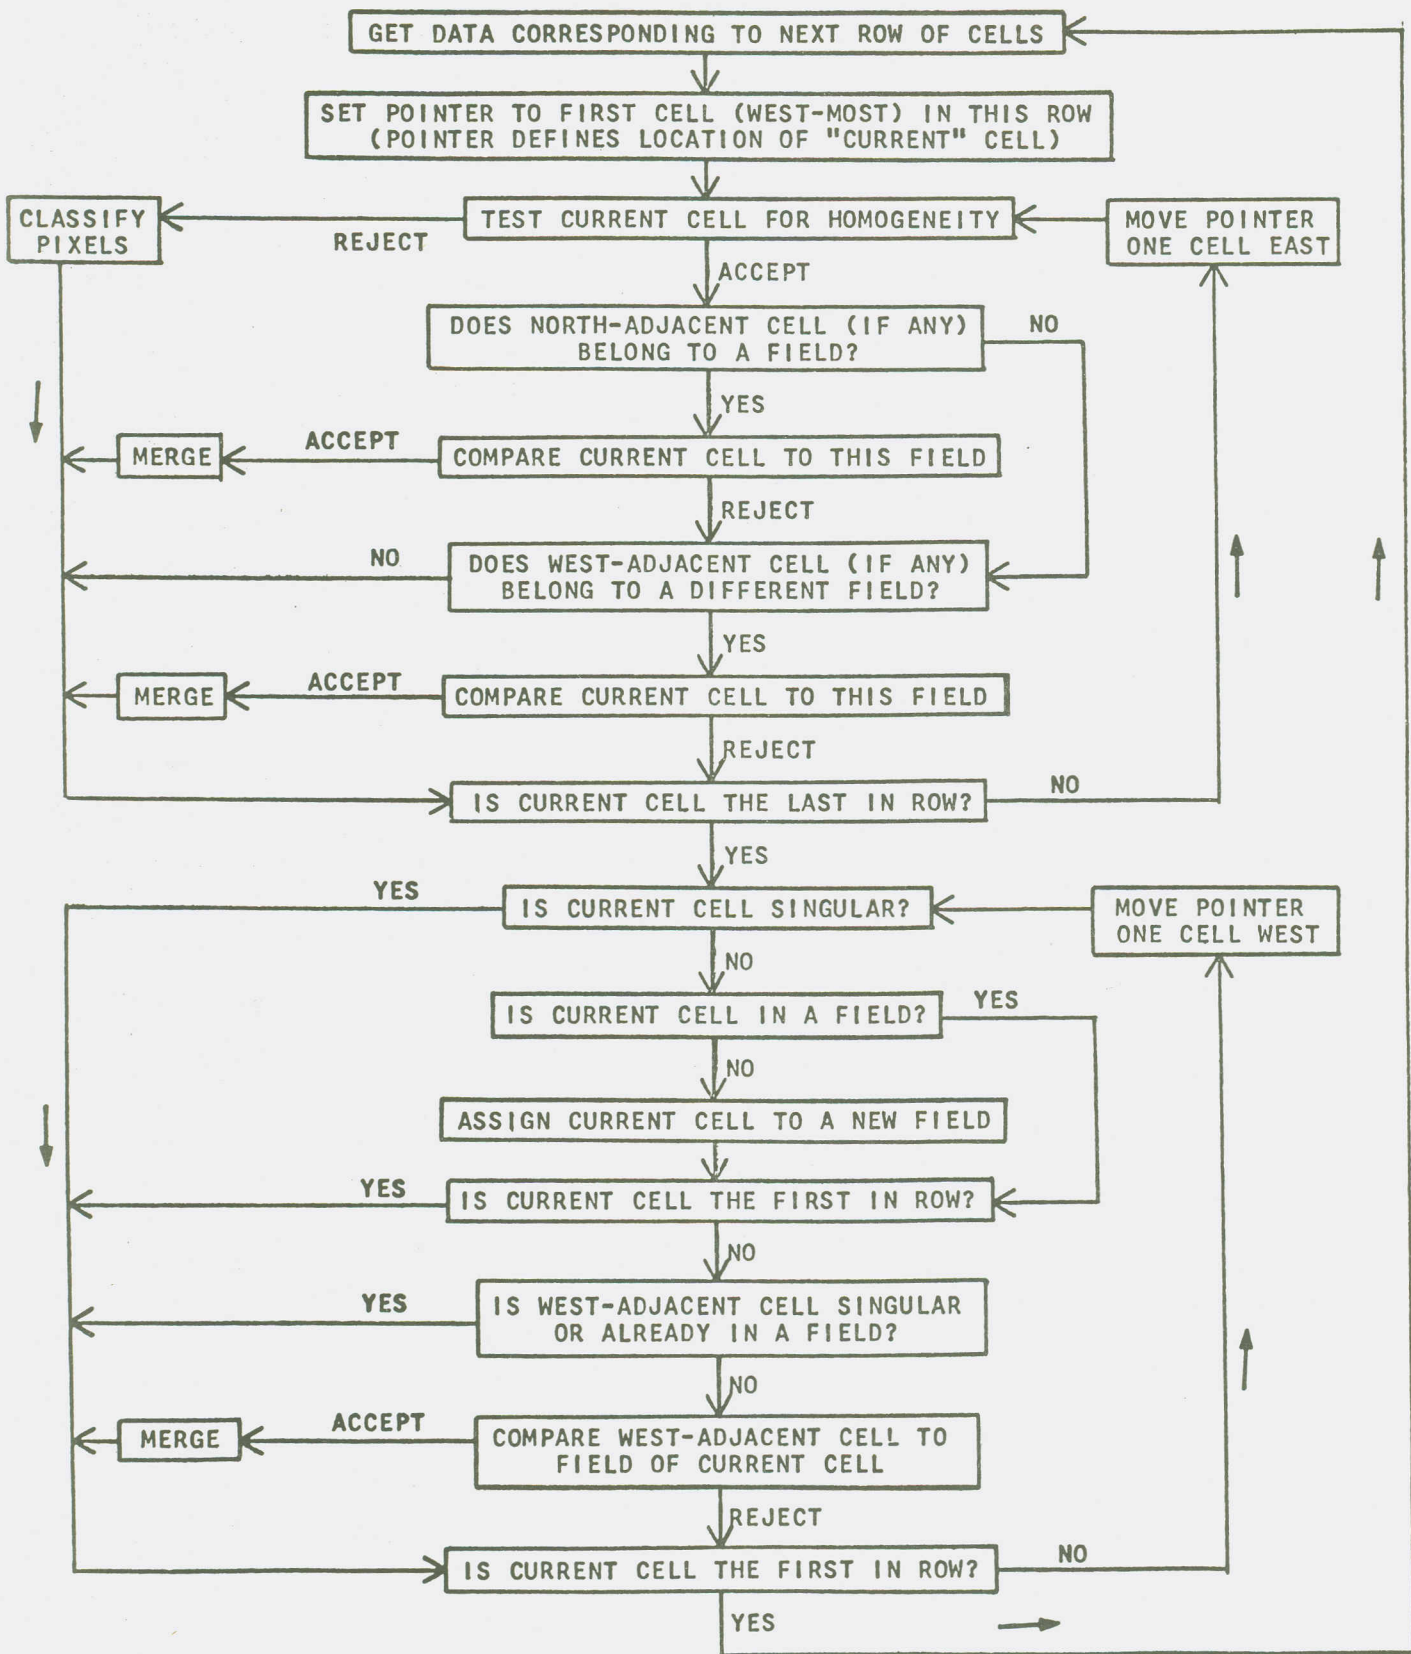 GET DATA CORRESPONDING TO NEXT ROW OF CELLS
SET POINTER TO FIRST CELL (WEST-MOST) IN THIS ROW
(POINTER DEFINES LOCATION OF "CURRENT" CELL)
CLASSIFY
PIXELS
REJECT
TEST CURRENT CELL FOR HOMOGENEITY
MOVE POINTER
ONE CELL EAST
ACCEPT
DOES NORTH-ADJACENT CELL (IF ANY)
BELONG TO A FIELD?
NO
YES
MERGE
ACCEPT
COMPARE CURRENT CELL TO THIS FIELD
REJECT
NO
DOES WEST-ADJACENT CELL (IF ANY)
BELONG TO A DIFFERENT FIELD?
YES
MERGE
ACCEPT
COMPARE CURRENT CELL TO THIS FIELD
REJECT
IS CURRENT CELL THE LAST IN ROW?
NO
YES
YES
IS CURRENT CELL SINGULAR?
MOVE POINTER
ONE CELL WEST
NO
IS CURRENT CELL IN A FIELD?
YES
NO
ASSIGN CURRENT CELL TO A NEW FIELD
YES
IS CURRENT CELL THE FIRST IN ROW?
NO
YES
IS WEST-ADJACENT CELL SINGULAR
OR ALREADY IN A FIELD?
NO
MERGE
ACCEPT
COMPARE WEST-ADJACENT CELL TO
FIELD OF CURRENT CELL
REJECT
IS CURRENT CELL THE FIRST IN ROW?
NO
YES